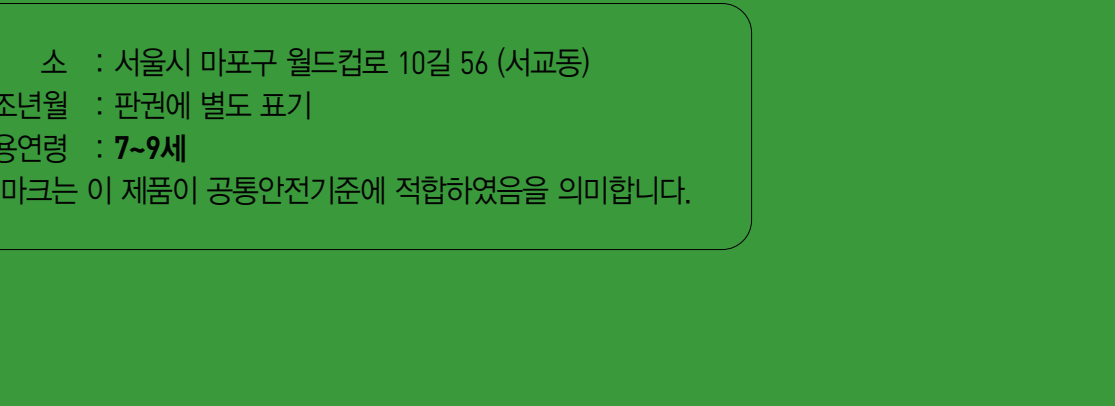 소 : 서울시 마포구 월드컵로 10길 56 (서교동)
조년월 : 판권에 별도 표기
용연령 : 7~9세
마크는 이 제품이 공통안전기준에 적합하였음을 의미합니다.